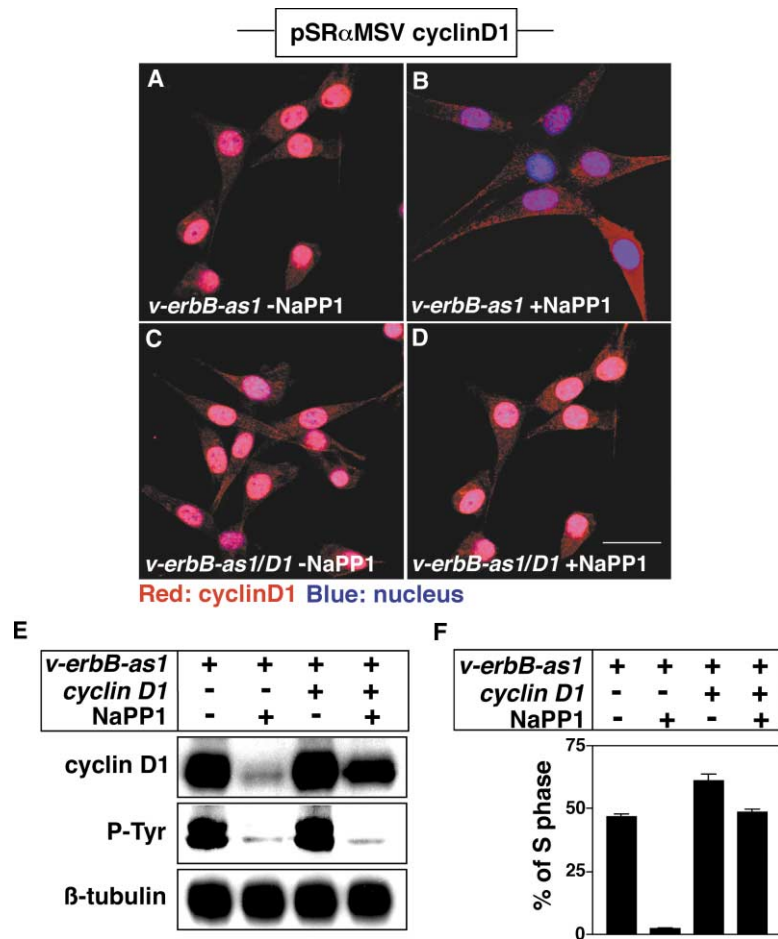 pSRαMSV cyclinD1
A
v-erbB-as1 -NaPP1
B
v-erbB-as1 +NaPP1
C
v-erbB-as1/D1 -NaPP1
D
v-erbB-as1/D1 +NaPP1
Red: cyclinD1 Blue: nucleus
E
v-erbB-as1 + + + +
cyclin D1 - - + +
NaPP1 - + - +
cyclin D1
P-Tyr
ß-tubulin
F
v-erbB-as1 + + + +
cyclin D1 - - + +
NaPP1 - + - +
% of S phase
75
50
25
0